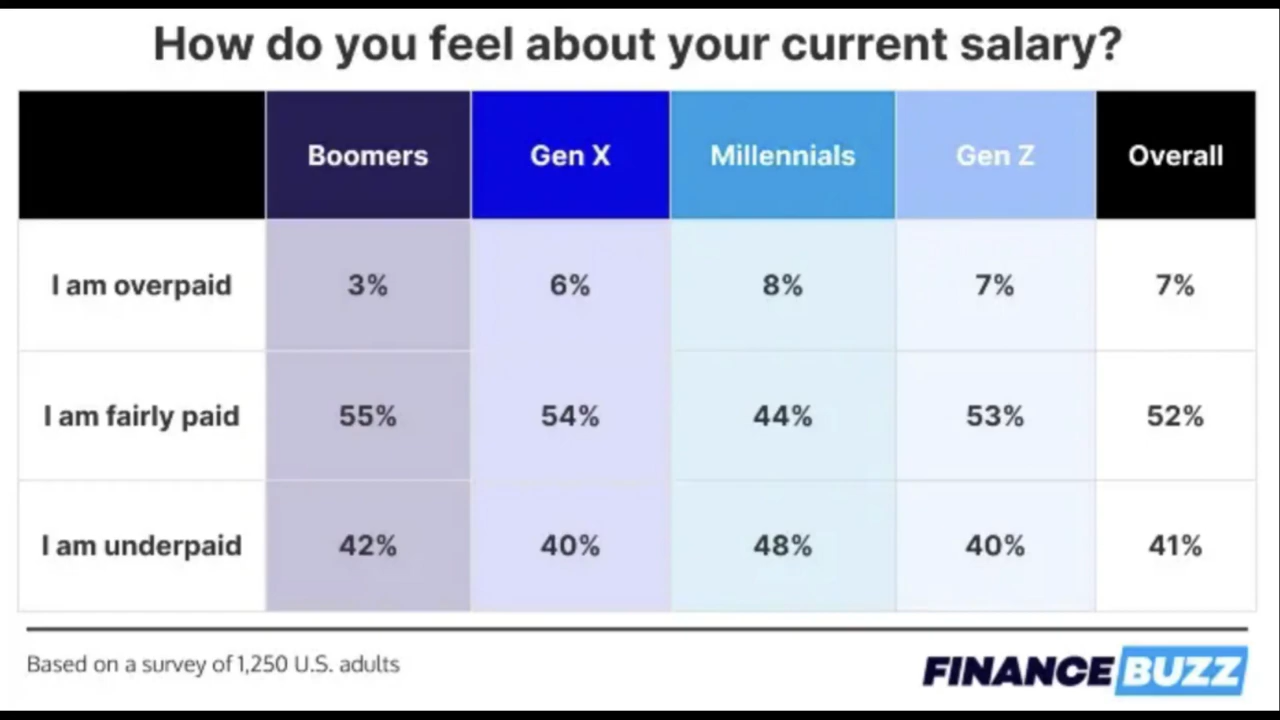 How do you feel about your current salary?
Boomers Gen X Millennials Gen Z Overall
I am overpaid 3% 6% 8% 7% 7%
I am fairly paid 55% 54% 44% 53% 52%
I am underpaid 42% 40% 48% 40% 41%
Based on a survey of 1,250 U.S. adults
FINANCEBUZZ